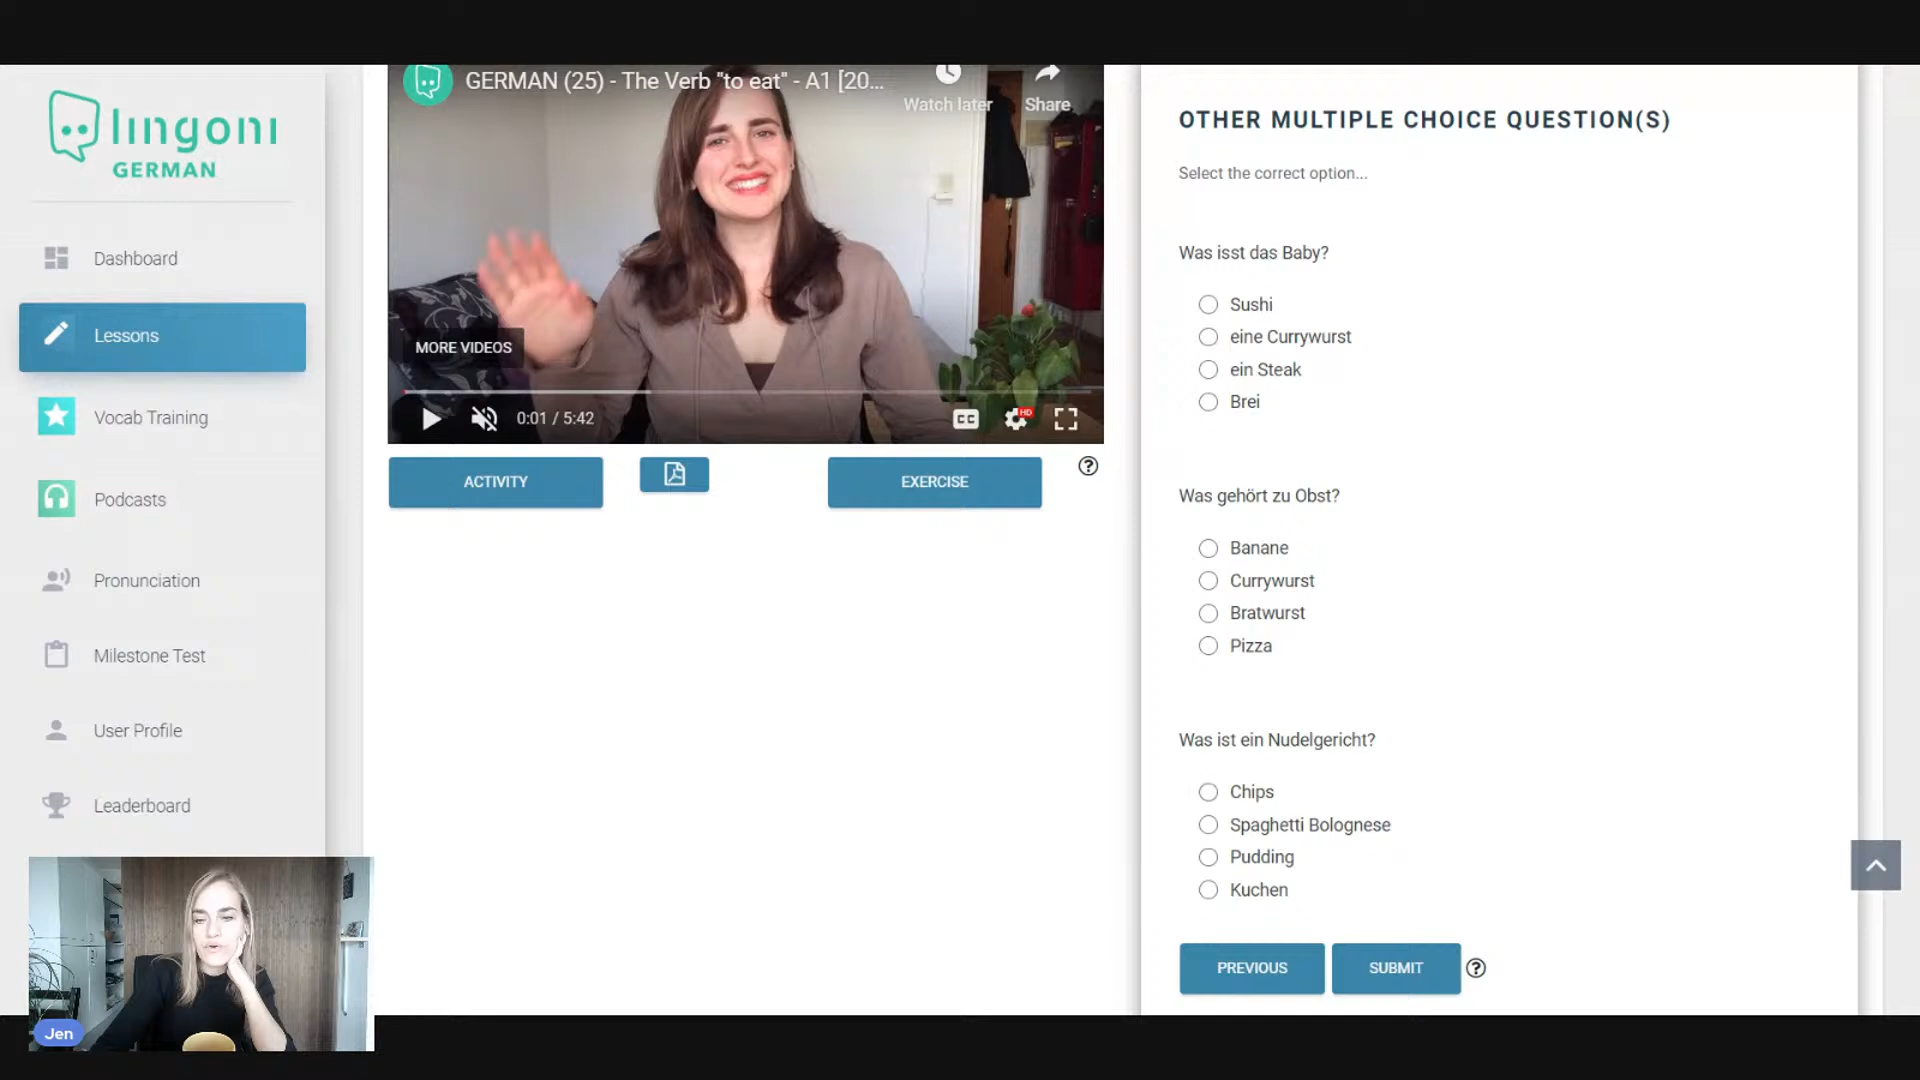 lingoni
GERMAN
Dashboard
Lessons
Vocab Training
Podcasts
Pronunciation
Milestone Test
User Profile
Leaderboard
Jen
GERMAN (25) - The Verb "to eat" - A1 [20...
Watch later
Share
MORE VIDEOS
0:01 / 5:42
CC
HD
ACTIVITY
EXERCISE
?
OTHER MULTIPLE CHOICE QUESTION(S)
Select the correct option...
Was isst das Baby?
Sushi
eine Currywurst
ein Steak
Brei
Was gehört zu Obst?
Banane
Currywurst
Bratwurst
Pizza
Was ist ein Nudelgericht?
Chips
Spaghetti Bolognese
Pudding
Kuchen
PREVIOUS
SUBMIT
?